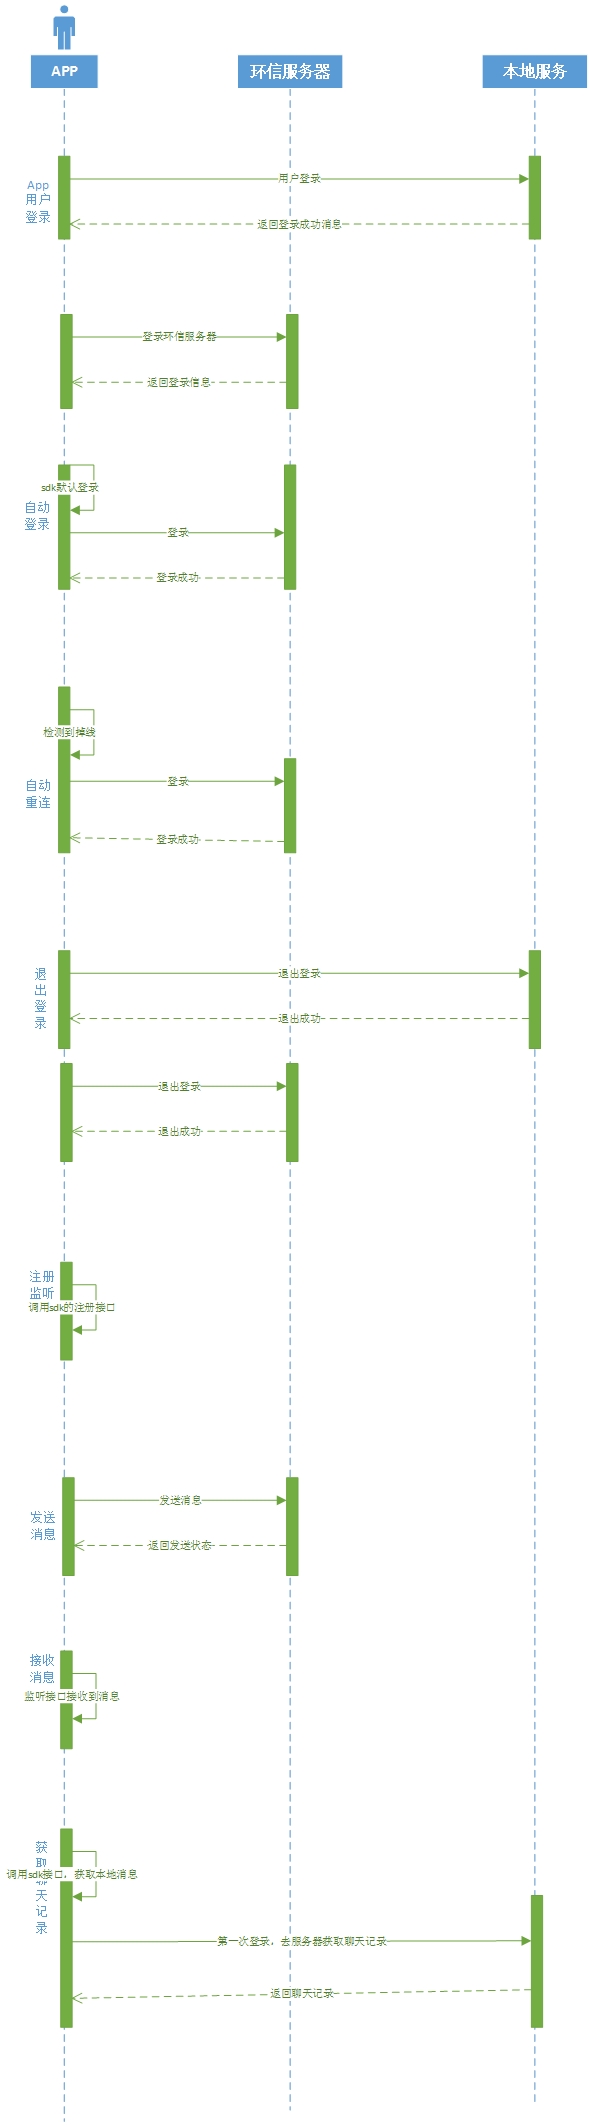 APP
环信服务器
本地服务
App
用户
登录
用户登录
返回登录成功消息
登录环信服务器
返回登录信息
sdk默认登录
自动
登录
登录
登录成功
检测到掉线
自动
重连
登录
登录成功
退
出
登
录
退出登录
退出成功
退出登录
退出成功
注册
监听
调用sdk的注册接口
发送
消息
发送消息
返回发送状态
接收
消息
监听接口接收到消息
获
取
聊
天
记
录
调用sdk接口，获取本地消息
第一次登录，去服务器获取聊天记录
返回聊天记录